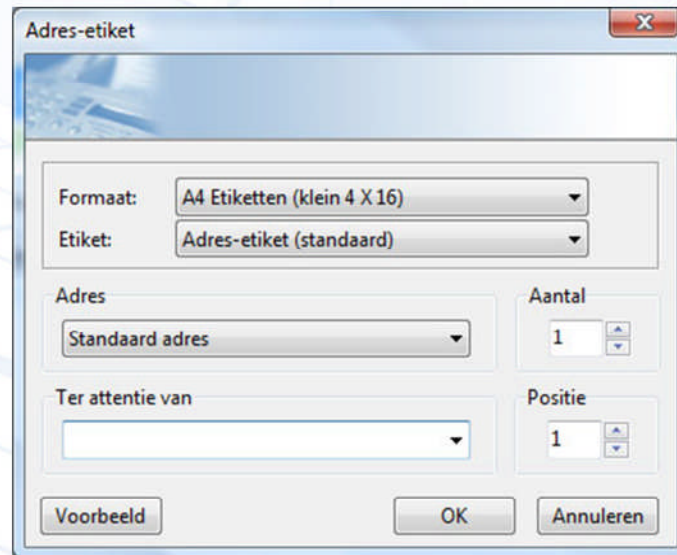 Adres-etiket
Formaat: A4 Etiketten (klein 4 X 16)
Etiket: Adres-etiket (standaard)
Adres Aantal
Standaard adres 1
Ter attentie van Positie
1
Voorbeeld OK Annuleren